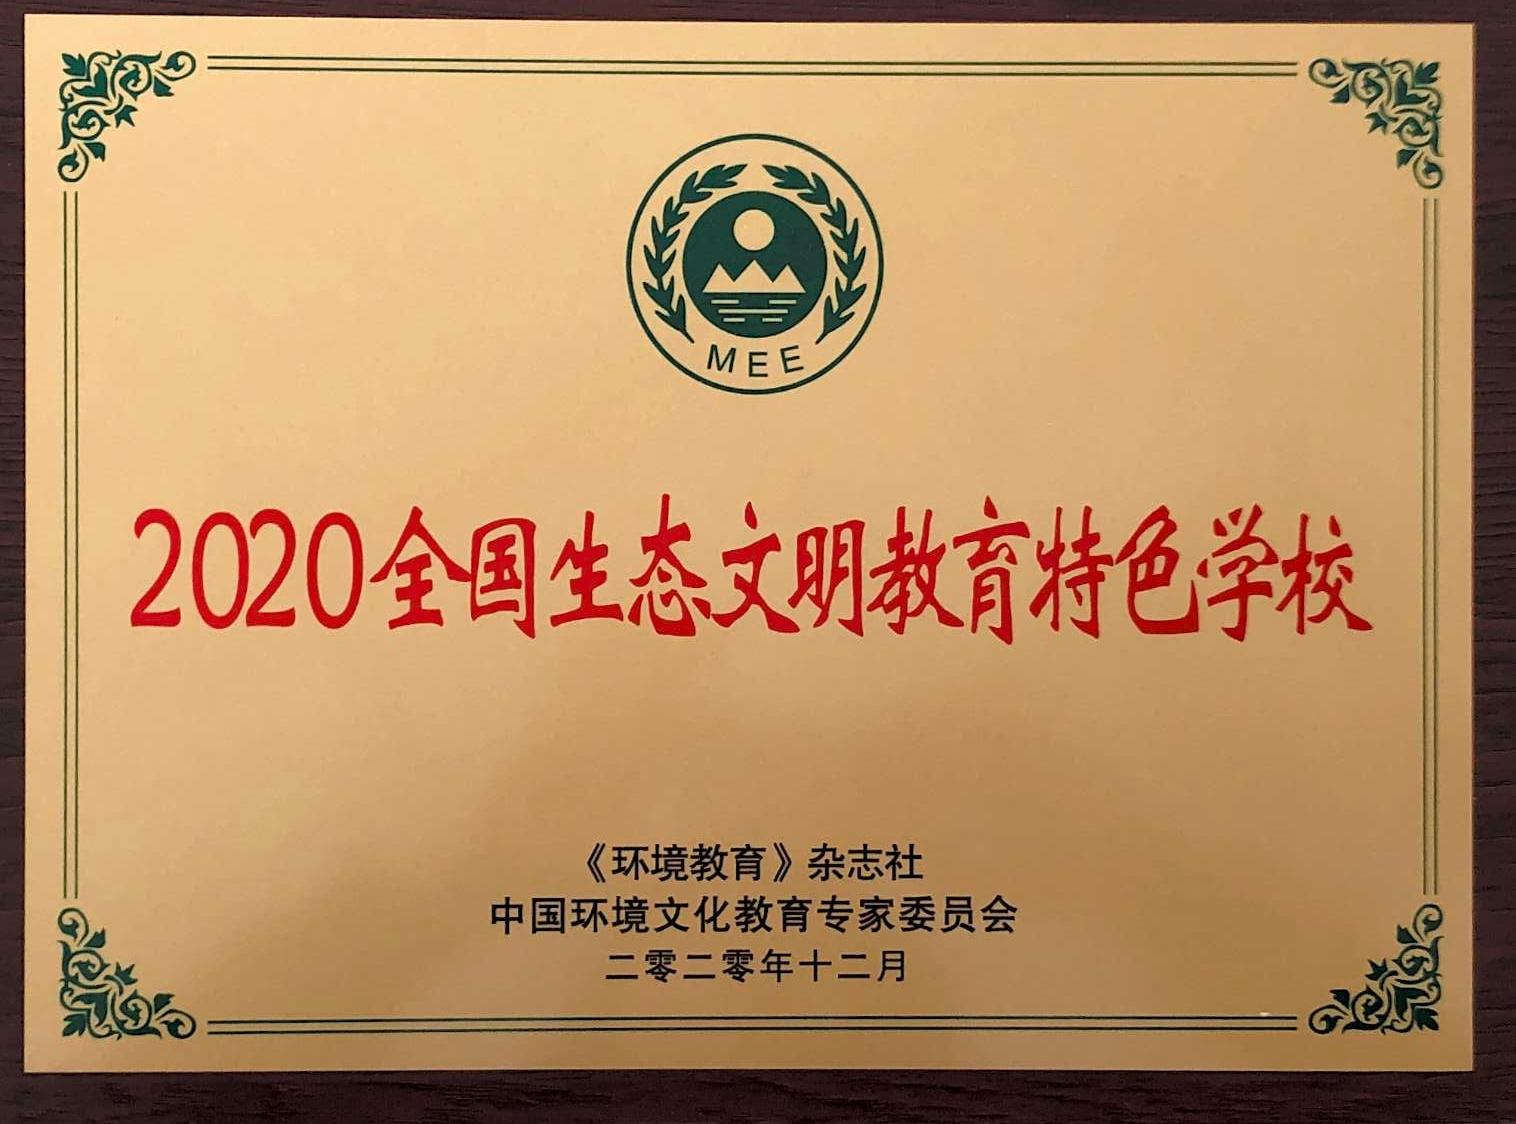 MEE
2020全国生态文明教育特色学校
《环境教育》杂志社
中国环境文化教育专家委员会
二零二零年十二月